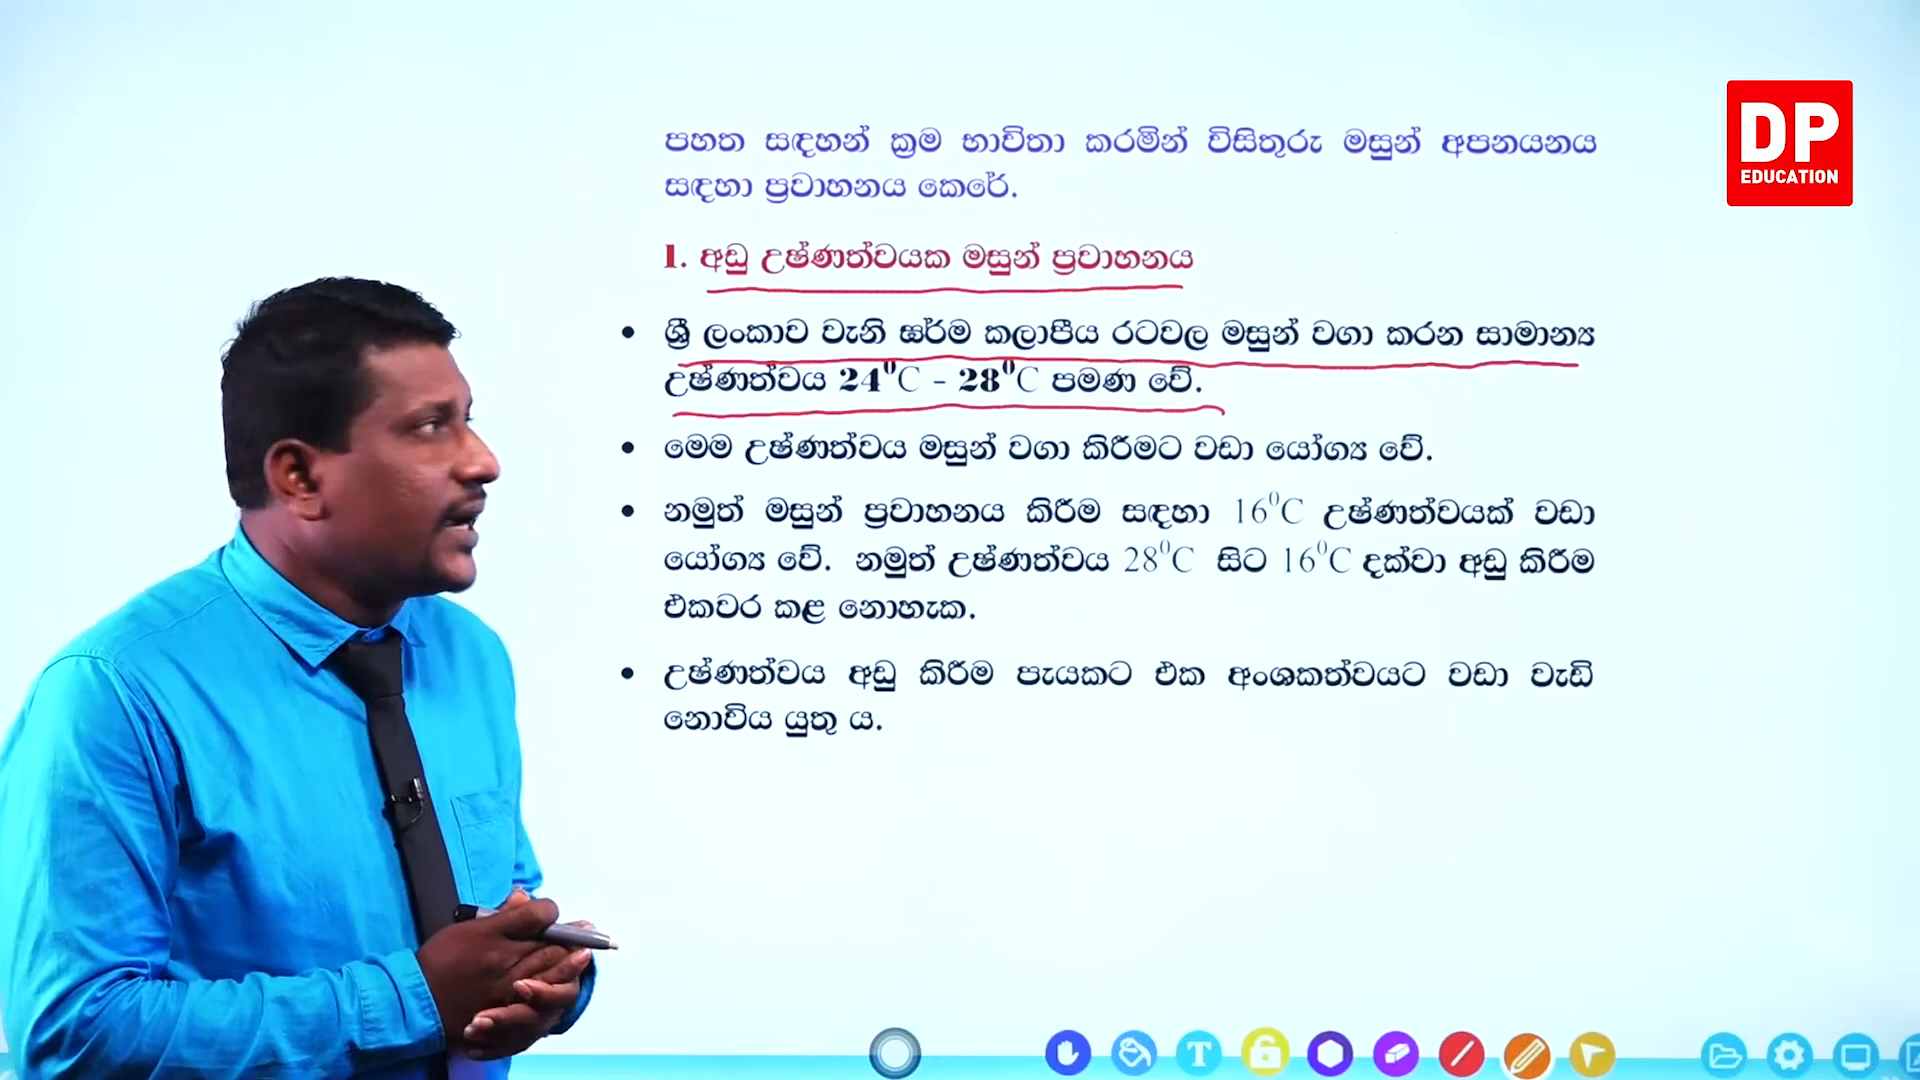 පහත සඳහන් ක්‍රම භාවිතා කරමින් විසිතුරු මසුන් අපනයනය
සඳහා ප්‍රවාහනය කෙරේ.
DP
EDUCATION
1. අඩු උෂ්ණත්වයක මසුන් ප්‍රවාහනය
• ශ්‍රී ලංකාව වැනි ඝර්ම කලාපීය රටවල මසුන් වගා කරන සාමාන්‍ය
උෂ්ණත්වය 24⁰C - 28⁰C පමණ වේ.
• මෙම උෂ්ණත්වය මසුන් වගා කිරීමට වඩා යෝග්‍ය වේ.
• නමුත් මසුන් ප්‍රවාහනය කිරීම සඳහා 16⁰C උෂ්ණත්වයක් වඩා
යෝග්‍ය වේ. නමුත් උෂ්ණත්වය 28⁰C සිට 16⁰C දක්වා අඩු කිරීම
එකවර කළ නොහැක.
• උෂ්ණත්වය අඩු කිරීම පැයකට එක අංශකත්වයට වඩා වැඩි
නොවිය යුතු ය.